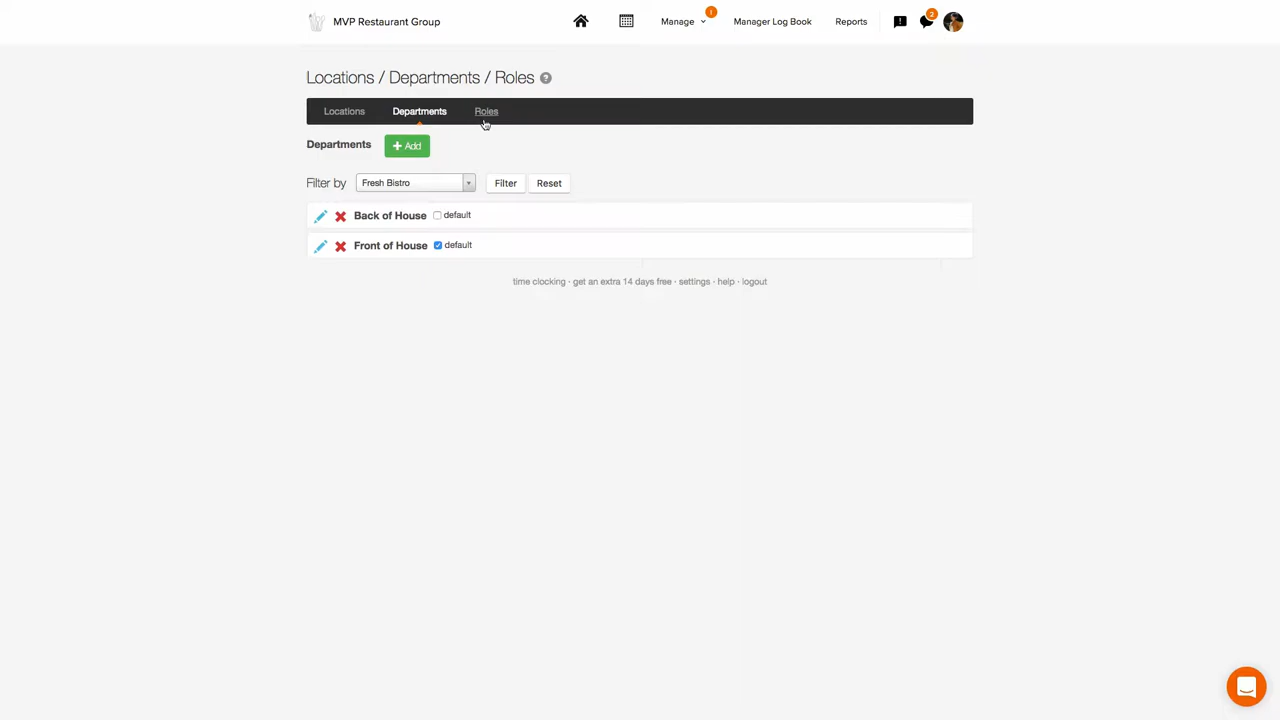 MVP Restaurant Group
Manage
!
Manager Log Book
Reports
!
2
Locations / Departments / Roles ?
Locations
Departments
Roles
Departments
+ Add
Filter by
Fresh Bistro
Filter
Reset
Back of House default
Front of House default
time clocking · get an extra 14 days free · settings · help · logout